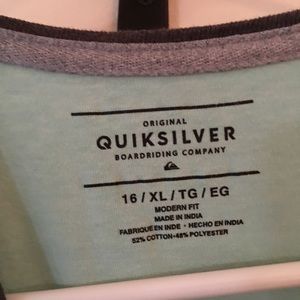 ORIGINAL
QUIKSILVER
BOARDRIDING COMPANY
16 / XL / TG / EG
MODERN FIT
MADE IN INDIA
FABRIQUE EN INDE • HECHO EN INDIA
52% COTTON•48% POLYESTER